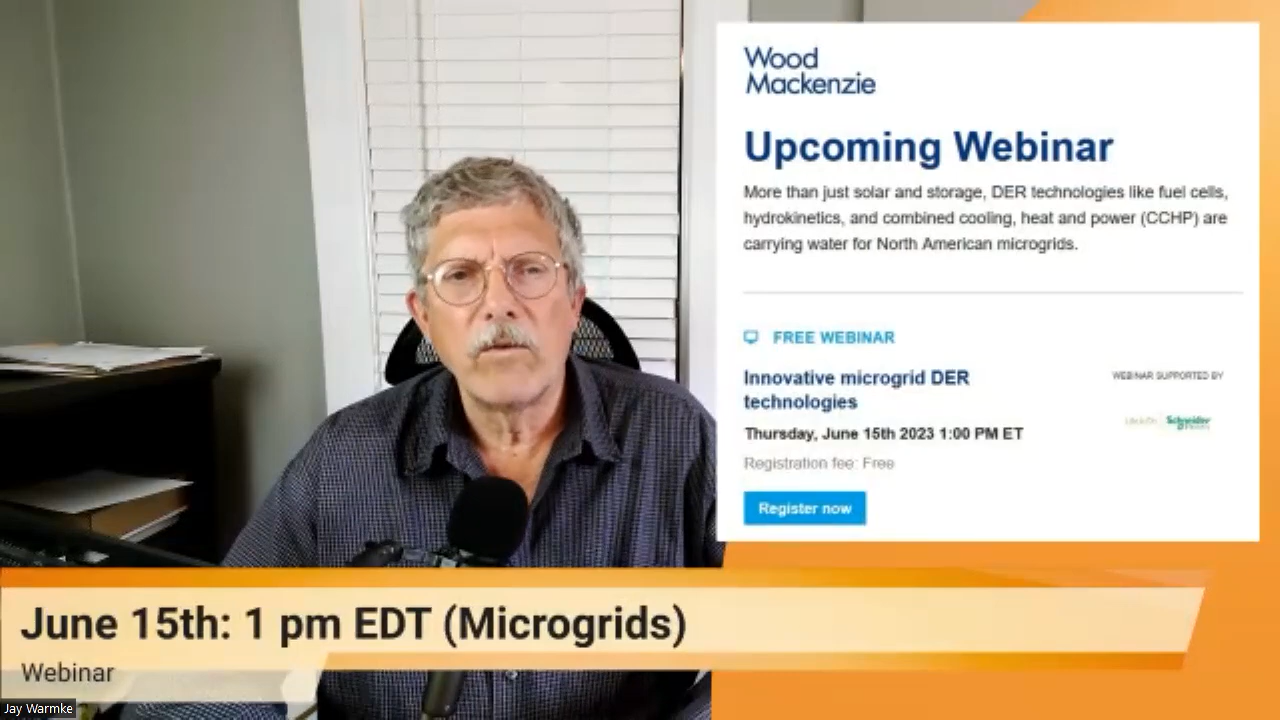 Wood
Mackenzie
Upcoming Webinar
More than just solar and storage, DER technologies like fuel cells,
hydrokinetics, and combined cooling, heat and power (CCHP) are
carrying water for North American microgrids.
FREE WEBINAR
Innovative microgrid DER
technologies
WEBINAR SUPPORTED BY
Thursday, June 15th 2023 1:00 PM ET
Schneider
Registration fee: Free
Register now
June 15th: 1 pm EDT (Microgrids)
Webinar
Jay Warmke